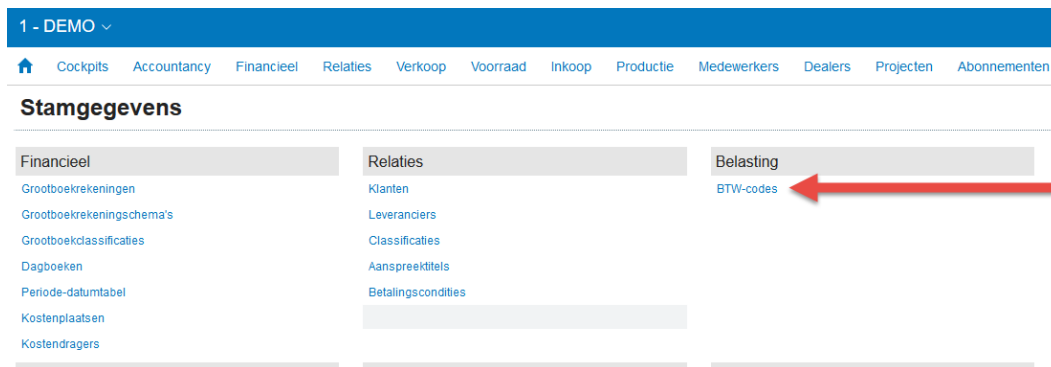 1 - DEMO
Cockpits Accountancy Financieel Relaties Verkoop Voorraad Inkoop Productie Medewerkers Dealers Projecten Abonnementen
Stamgegevens
Financieel
Grootboekrekeningen
Grootboekrekeningschema's
Grootboekclassificaties
Dagboeken
Periode-datumtabel
Kostenplaatsen
Kostendragers
Relaties
Klanten
Leveranciers
Classificaties
Aanspreektitels
Betalingscondities
Belasting
BTW-codes